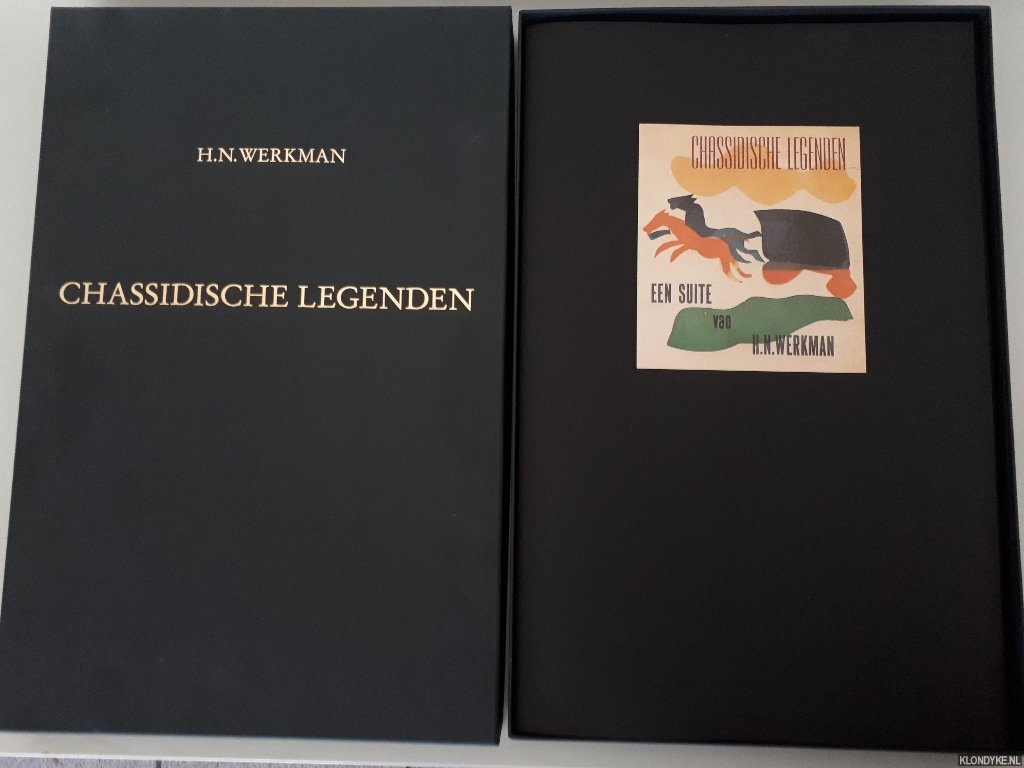 H.N.WERKMAN
CHASSIDISCHE LEGENDEN
CHASSIDISCHE LEGENDEN
EEN SUITE
van
H.N.WERKMAN
KLONDYKE.NL